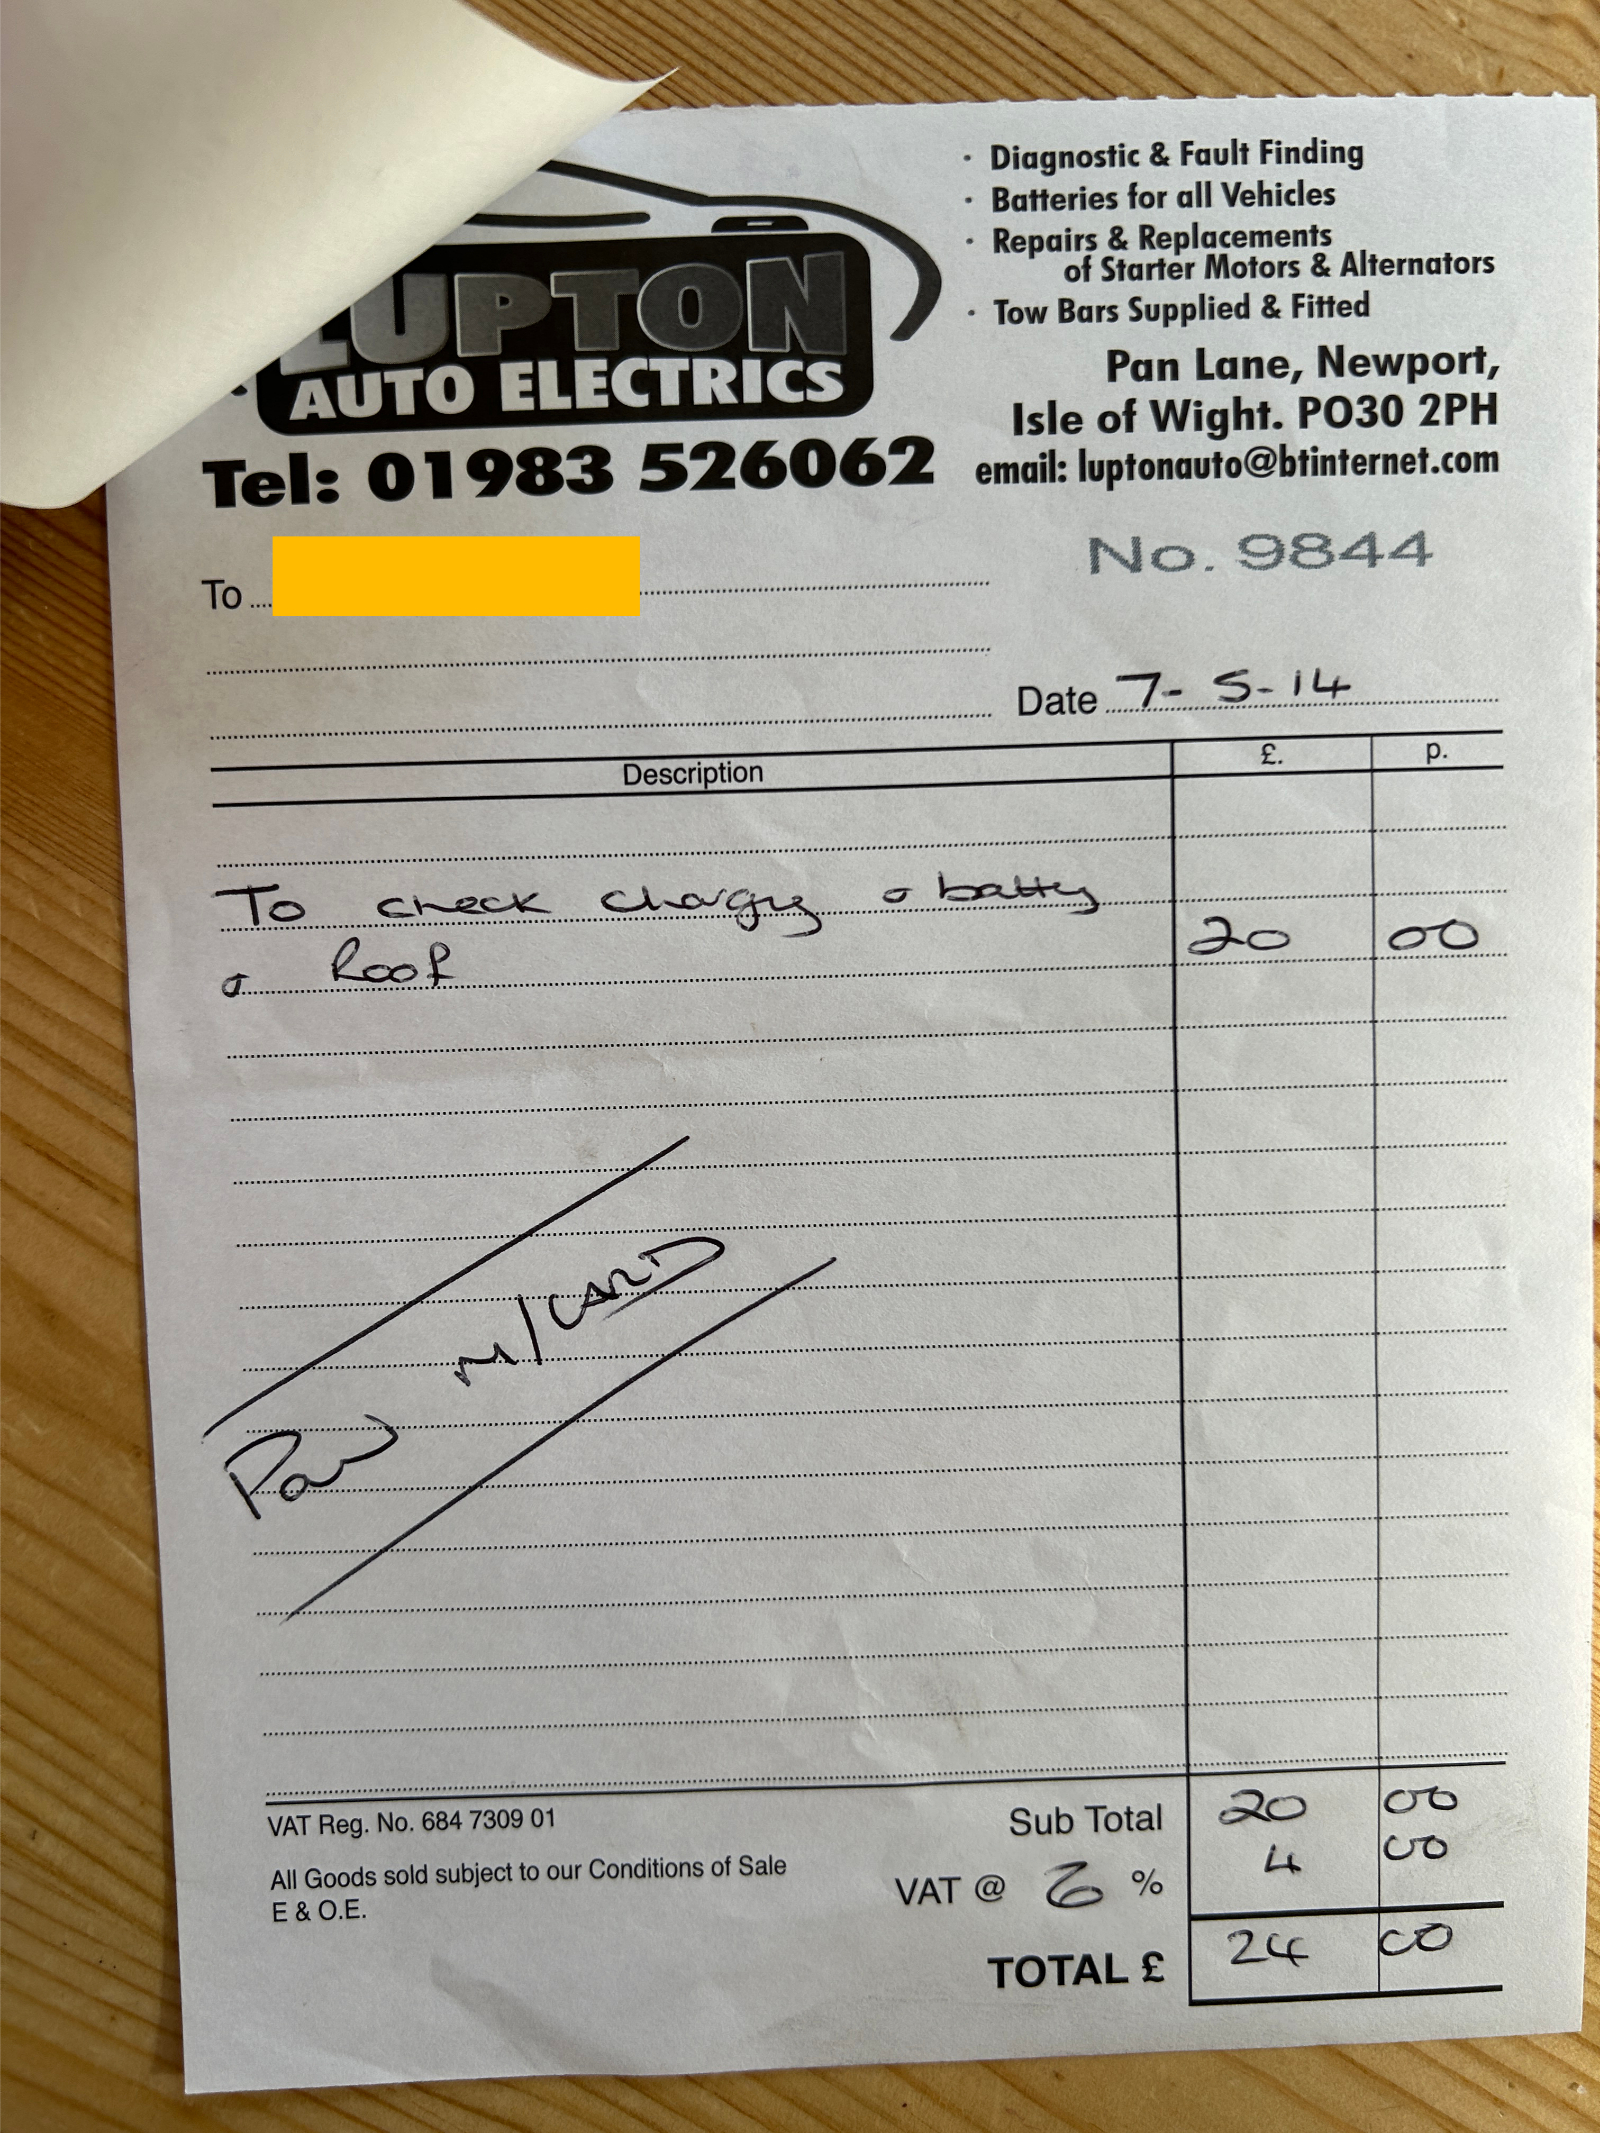 · Diagnostic & Fault Finding
· Batteries for all Vehicles
· Repairs & Replacements
of Starter Motors & Alternators
· Tow Bars Supplied & Fitted
LUPTON
AUTO ELECTRICS
Pan Lane, Newport,
Isle of Wight. PO30 2PH
Tel: 01983 526062
email: luptonauto@btinternet.com
No. 9844
To
Date 7-5-14
Description £. p.
To check charging & battery
& Roof 20 00
Paid M/CARD
VAT Reg. No. 684 7309 01
Sub Total 20 00
All Goods sold subject to our Conditions of Sale
E & O.E.
VAT @ % 4 00
TOTAL £ 24 00